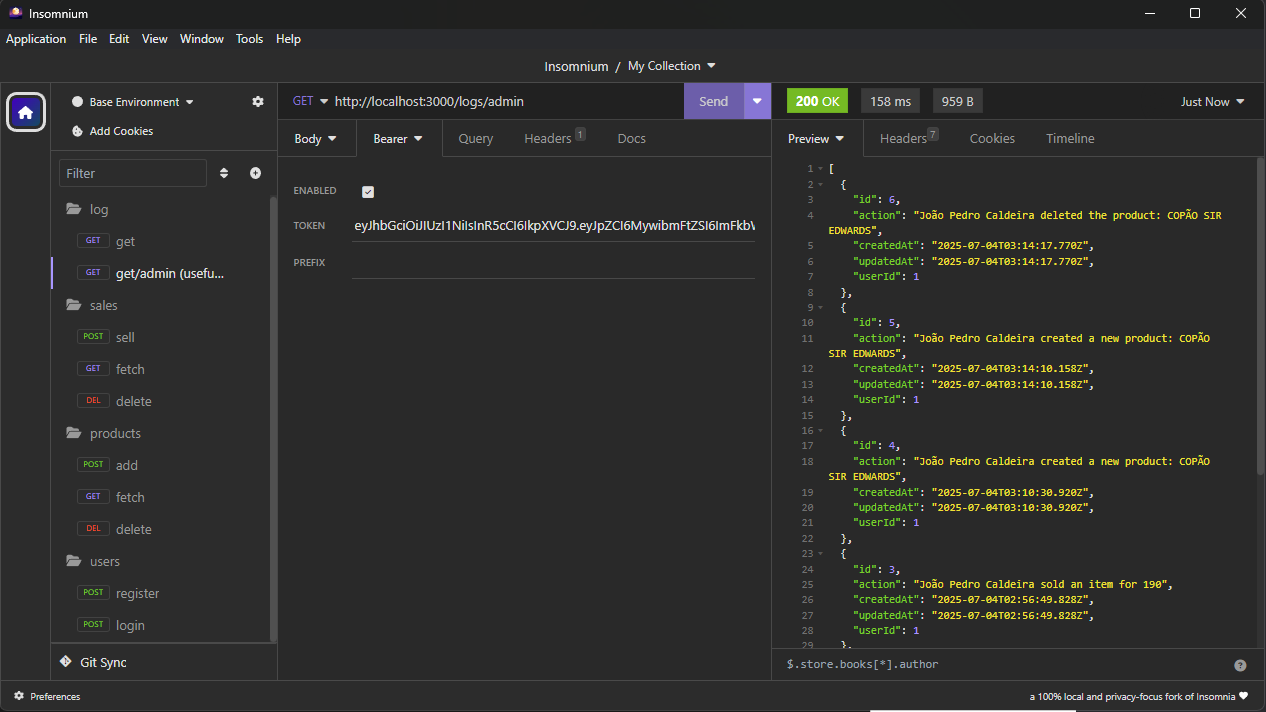 Insomnium
Application File Edit View Window Tools Help
Insomnium / My Collection
Base Environment
Add Cookies
Filter
log
GET get
GET get/admin (usefu...
sales
POST sell
GET fetch
DEL delete
products
POST add
GET fetch
DEL delete
users
POST register
POST login
Git Sync
GET http://localhost:3000/logs/admin Send
Body Bearer Query Headers 1 Docs
ENABLED
TOKEN eyJhbGciOiJIUzI1NiIsInR5cCI6IkpXVCJ9.eyJpZCI6MywibmFtZSI6ImFkbV
PREFIX
200 OK 158 ms 959 B Just Now
Preview Headers 7 Cookies Timeline
1 [
2 {
3 "id": 6,
4 "action": "João Pedro Caldeira deleted the product: COPÃO SIR
EDWARDS",
5 "createdAt": "2025-07-04T03:14:17.770Z",
6 "updatedAt": "2025-07-04T03:14:17.770Z",
7 "userId": 1
8 },
9 {
10 "id": 5,
11 "action": "João Pedro Caldeira created a new product: COPÃO
SIR EDWARDS",
12 "createdAt": "2025-07-04T03:14:10.158Z",
13 "updatedAt": "2025-07-04T03:14:10.158Z",
14 "userId": 1
15 },
16 {
17 "id": 4,
18 "action": "João Pedro Caldeira created a new product: COPÃO
SIR EDWARDS",
19 "createdAt": "2025-07-04T03:10:30.920Z",
20 "updatedAt": "2025-07-04T03:10:30.920Z",
21 "userId": 1
22 },
23 {
24 "id": 3,
25 "action": "João Pedro Caldeira sold an item for 190",
26 "createdAt": "2025-07-04T02:56:49.828Z",
27 "updatedAt": "2025-07-04T02:56:49.828Z",
28 "userId": 1
29 },
$.store.books[*].author
Preferences
a 100% local and privacy-focus fork of Insomnia